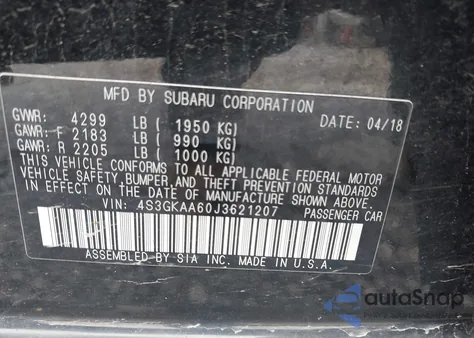 MFD BY SUBARU CORPORATION
GVWR: 4299 LB ( 1950 KG) DATE: 04/18
GAWR: F 2183 LB ( 990 KG)
GAWR: R 2205 LB ( 1000 KG)
THIS VEHICLE CONFORMS TO ALL APPLICABLE FEDERAL MOTOR
VEHICLE SAFETY, BUMPER, AND THEFT PREVENTION STANDARDS
IN EFFECT ON THE DATE OF MANUFACTURE SHOWN ABOVE.
VIN: 4S3GKAA60J3621207 PASSENGER CAR
ASSEMBLED BY SIA INC. MADE IN U.S.A.
autoSnap